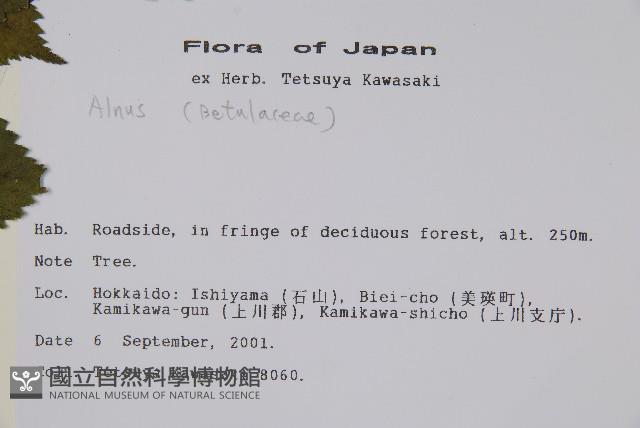 Flora of Japan
ex Herb. Tetsuya Kawasaki
Alnus (Betulaceae)
Hab. Roadside, in fringe of deciduous forest, alt. 250m.
Note Tree.
Loc. Hokkaido: Ishiyama (石山), Biei-cho (美瑛町),
Kamikawa-gun (上川郡), Kamikawa-shicho (上川支庁).
Date 6 September, 2001.
8060.
國立自然科學博物館
NATIONAL MUSEUM OF NATURAL SCIENCE